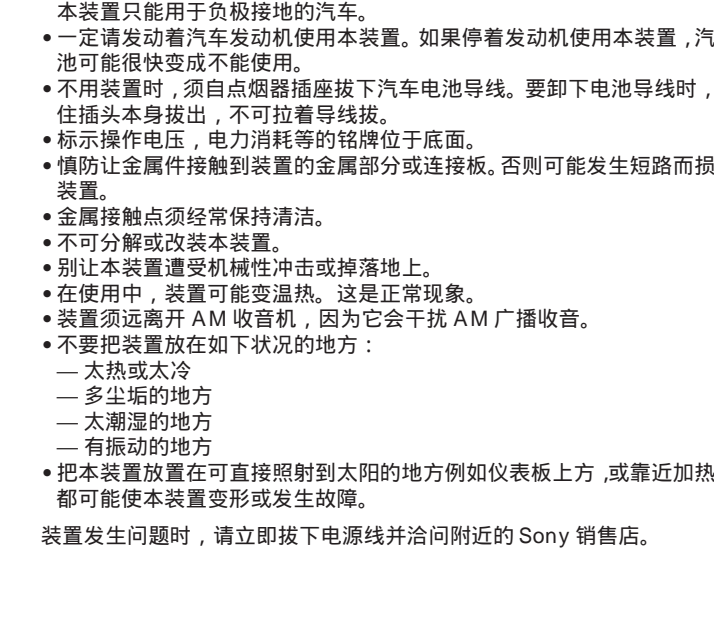 本装置只能用于负极接地的汽车。
• 一定请发动着汽车发动机使用本装置。如果停着发动机使用本装置，汽
池可能很快变成不能使用。
• 不用装置时，须自点烟器插座拔下汽车电池导线。要卸下电池导线时，
住插头本身拔出，不可拉着导线拔。
• 标示操作电压，电力消耗等的铭牌位于底面。
• 慎防让金属件接触到装置的金属部分或连接板。否则可能发生短路而损
装置。
• 金属接触点须经常保持清洁。
• 不可分解或改装本装置。
• 别让本装置遭受机械性冲击或掉落地上。
• 在使用中，装置可能变温热。这是正常现象。
• 装置须远离开 AM 收音机，因为它会干扰 AM 广播收音。
• 不要把装置放在如下状况的地方：
— 太热或太冷
— 多尘垢的地方
— 太潮湿的地方
— 有振动的地方
• 把本装置放置在可直接照射到太阳的地方例如仪表板上方,或靠近加热
都可能使本装置变形或发生故障。
装置发生问题时，请立即拔下电源线并洽问附近的 Sony 销售店。